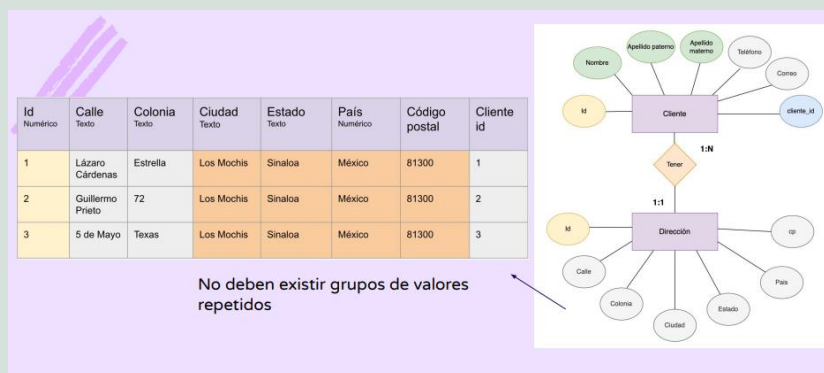 Id Calle Colonia Ciudad Estado País Código Cliente
Numérico Texto Texto Texto Texto Numérico postal id
1 Lázaro Estrella Los Mochis Sinaloa México 81300 1
Cárdenas
2 Guillermo 72 Los Mochis Sinaloa México 81300 2
Prieto
3 5 de Mayo Texas Los Mochis Sinaloa México 81300 3
No deben existir grupos de valores
repetidos
Nombre
Apellido paterno
Apellido
materno
Teléfono
Correo
Id
Cliente
cliente_id
1:N
Tener
1:1
Id
Dirección
cp
Calle
País
Colonia
Estado
Ciudad